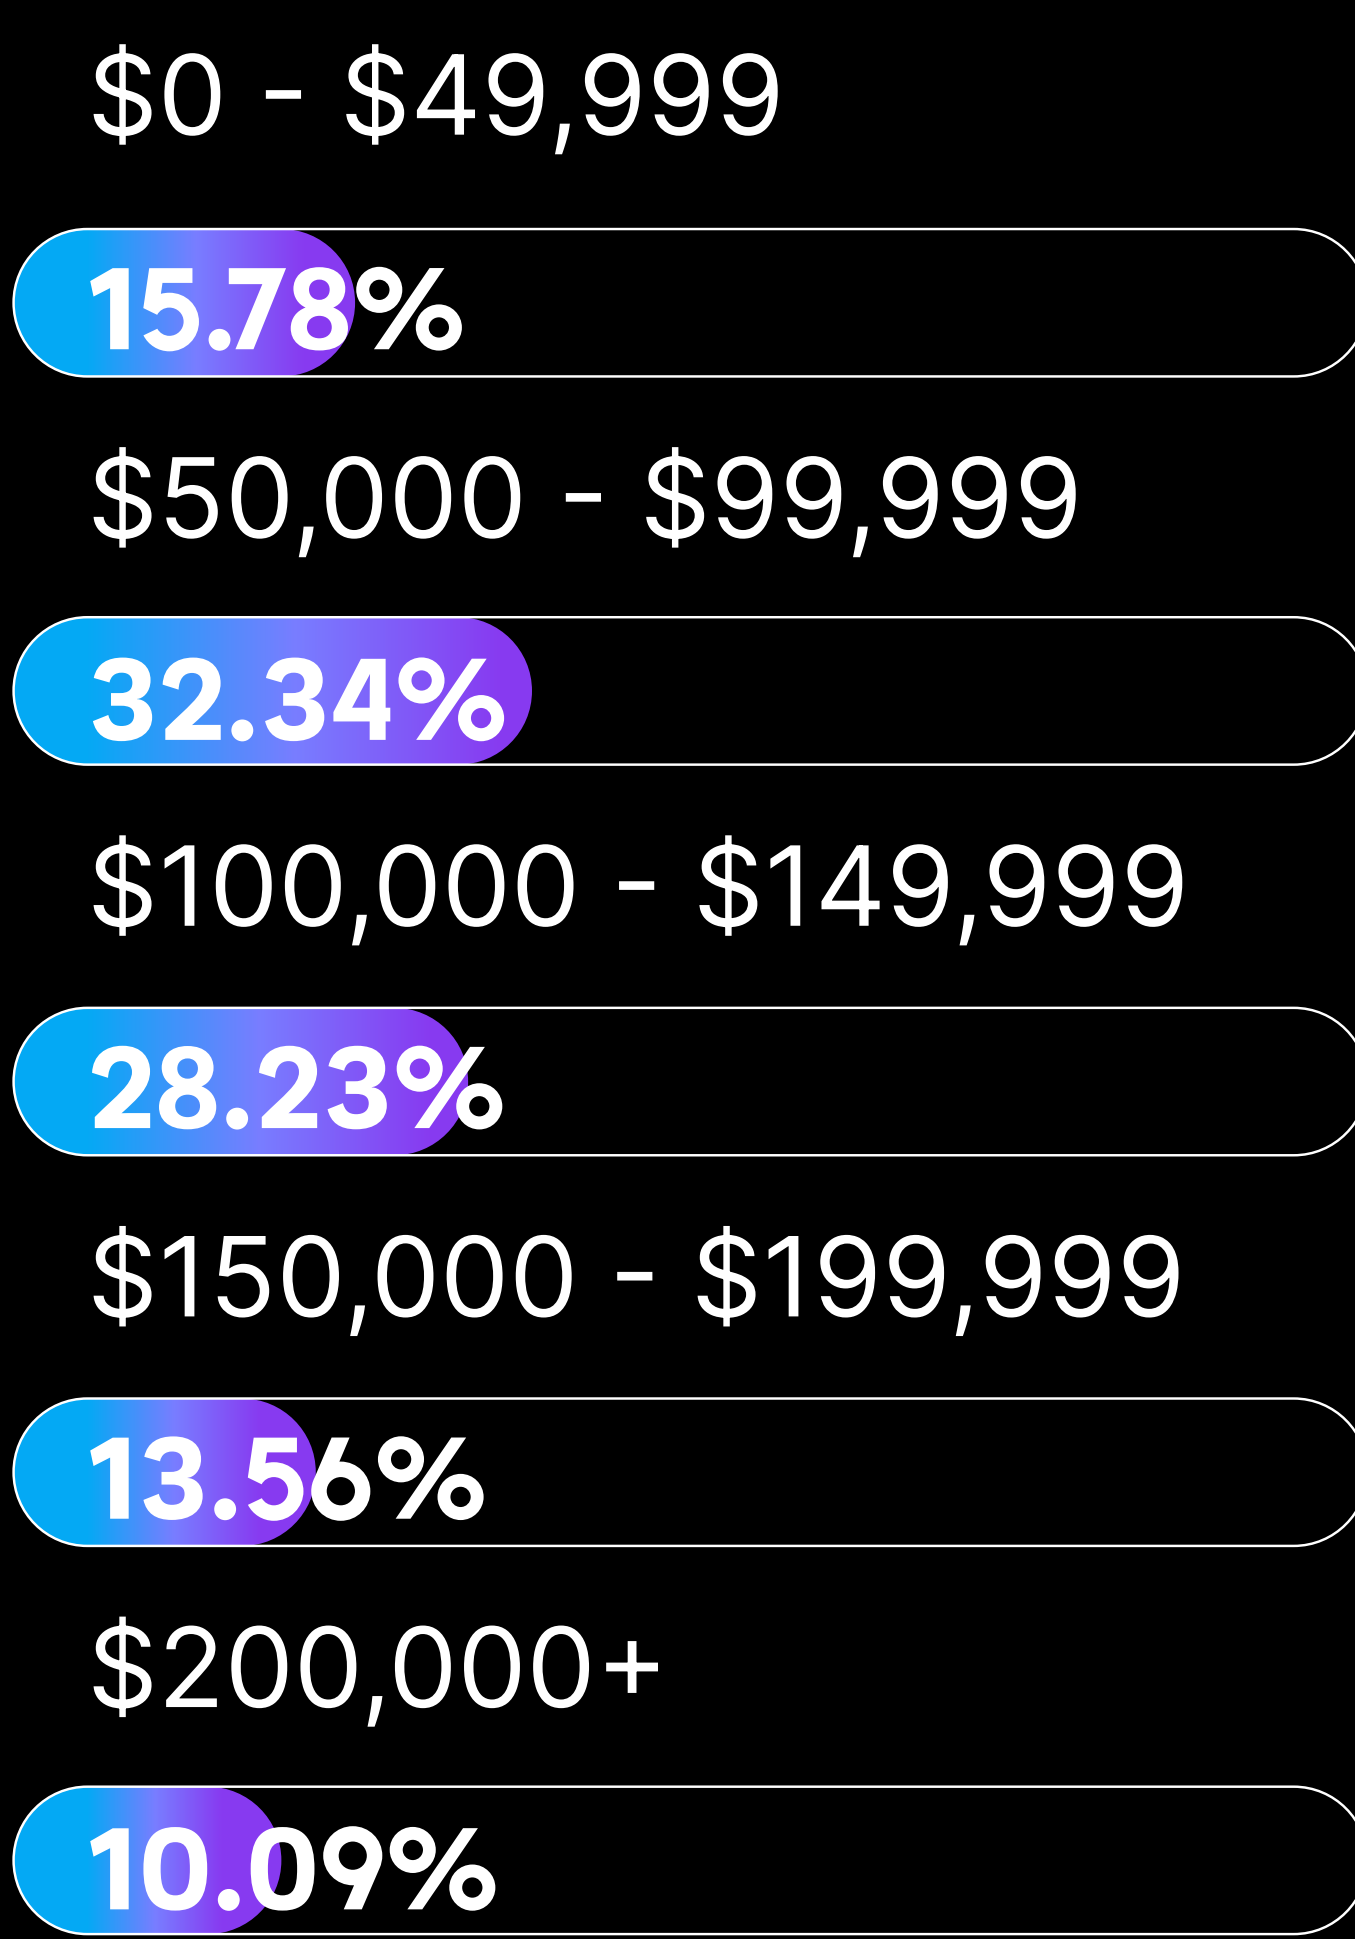 $0 - $49,999
15.78%
$50,000 - $99,999
32.34%
$100,000 - $149,999
28.23%
$150,000 - $199,999
13.56%
$200,000+
10.09%